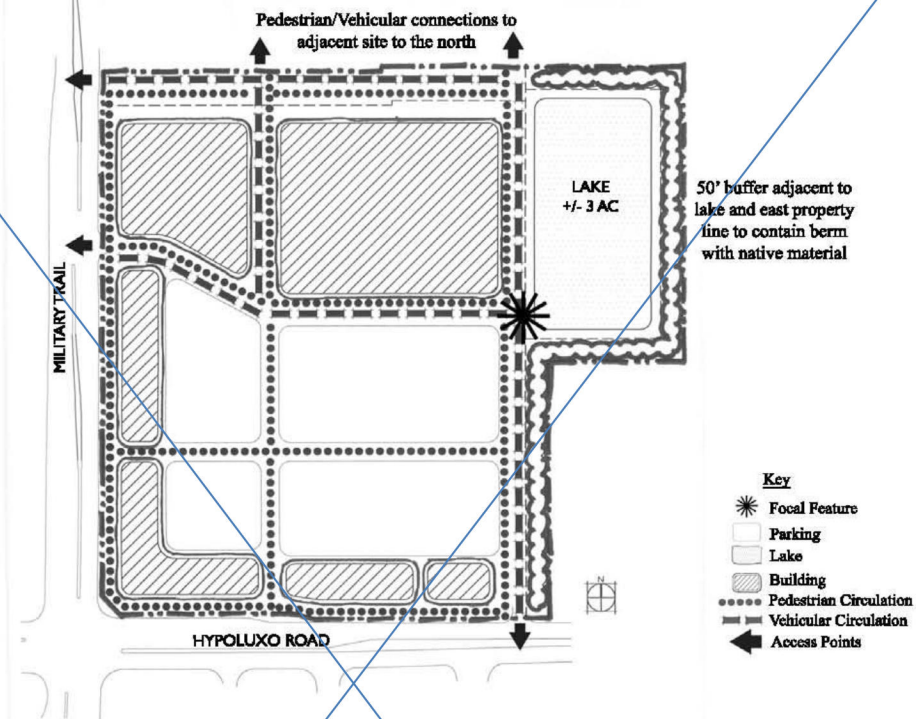 Pedestrian/Vehicular connections to
adjacent site to the north
LAKE
+/- 3 AC
50' buffer adjacent to
lake and east property
line to contain berm
with native material
MILITARY TRAIL
Key
Focal Feature
Parking
Lake
Building
Pedestrian Circulation
Vehicular Circulation
Access Points
N
HYPOLUXO ROAD